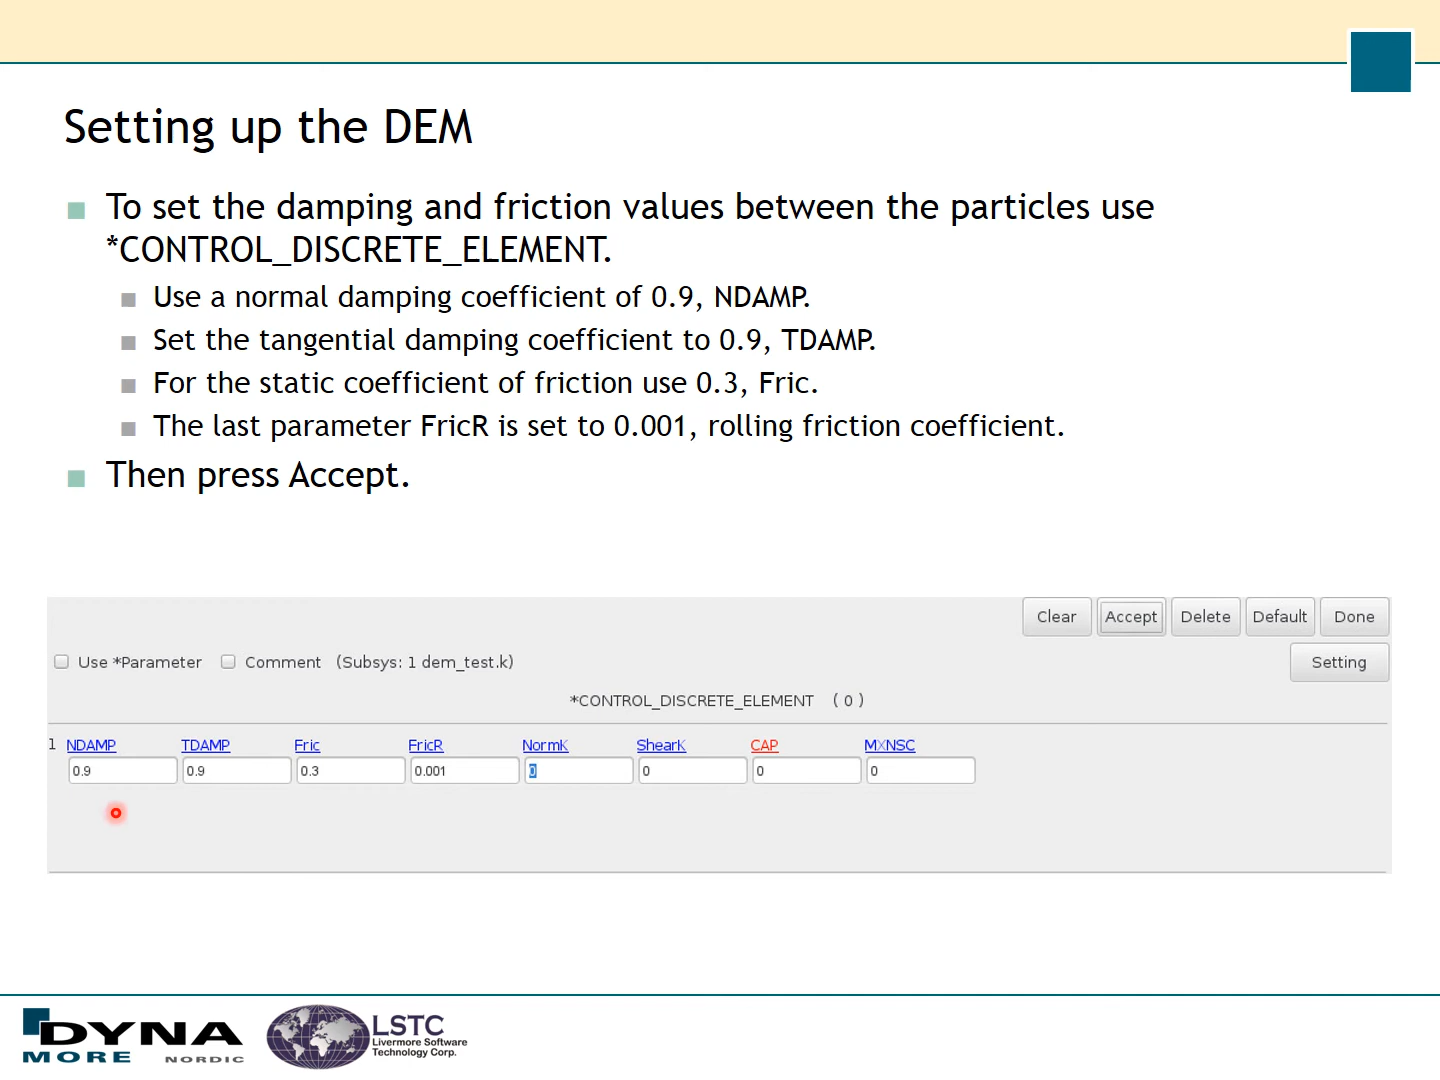 Setting up the DEM
To set the damping and friction values between the particles use
*CONTROL_DISCRETE_ELEMENT.
Use a normal damping coefficient of 0.9, NDAMP.
Set the tangential damping coefficient to 0.9, TDAMP.
For the static coefficient of friction use 0.3, Fric.
The last parameter FricR is set to 0.001, rolling friction coefficient.
Then press Accept.
Clear Accept Delete Default Done
Use *Parameter Comment (Subsys: 1 dem_test.k) Setting
*CONTROL_DISCRETE_ELEMENT ( 0 )
1 NDAMP TDAMP Fric FricR NormK ShearK CAP MXNSC
0.9 0.9 0.3 0.001 0 0 0 0
DYNA
MORE NORDIC
LSTC
Livermore Software
Technology Corp.